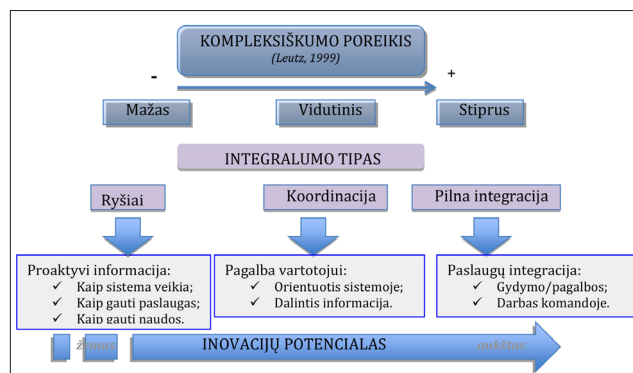 KOMPLEKSIŠKUMO POREIKIS
(Leutz, 1999)
- +
Mažas Vidutinis Stiprus
INTEGRALUMO TIPAS
Ryšiai Koordinacija Pilna integracija
Proaktyvi informacija:
✓ Kaip sistema veikia;
✓ Kaip gauti paslaugas;
✓ Kaip gauti naudos.
Pagalba vartotojui:
✓ Orientuotis sistemoje;
✓ Dalintis informacija.
Paslaugų integracija:
✓ Gydymo/pagalbos;
✓ Darbas komandoje.
žemas INOVACIJŲ POTENCIALAS aukštas